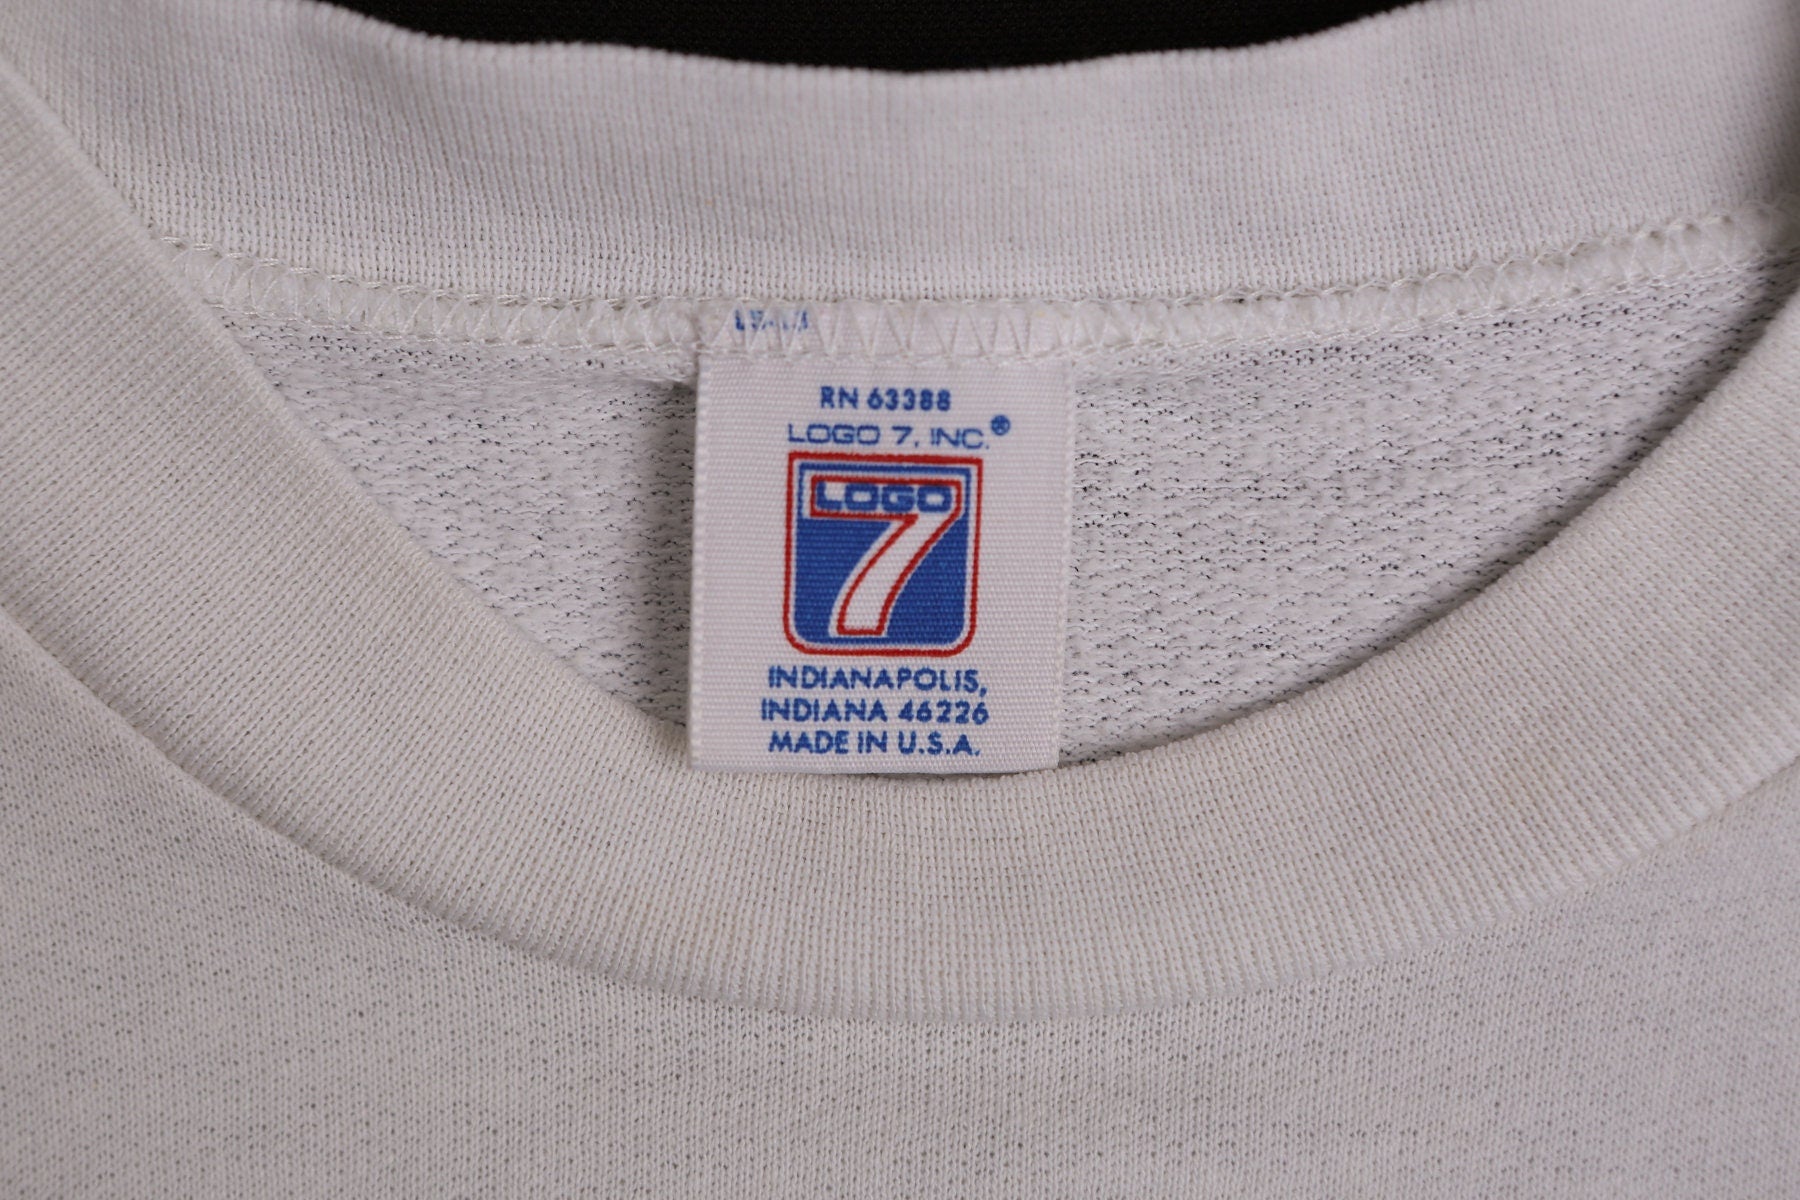 RN 63388
LOGO 7, INC.®
LOGO
7
INDIANAPOLIS,
INDIANA 46226
MADE IN U.S.A.